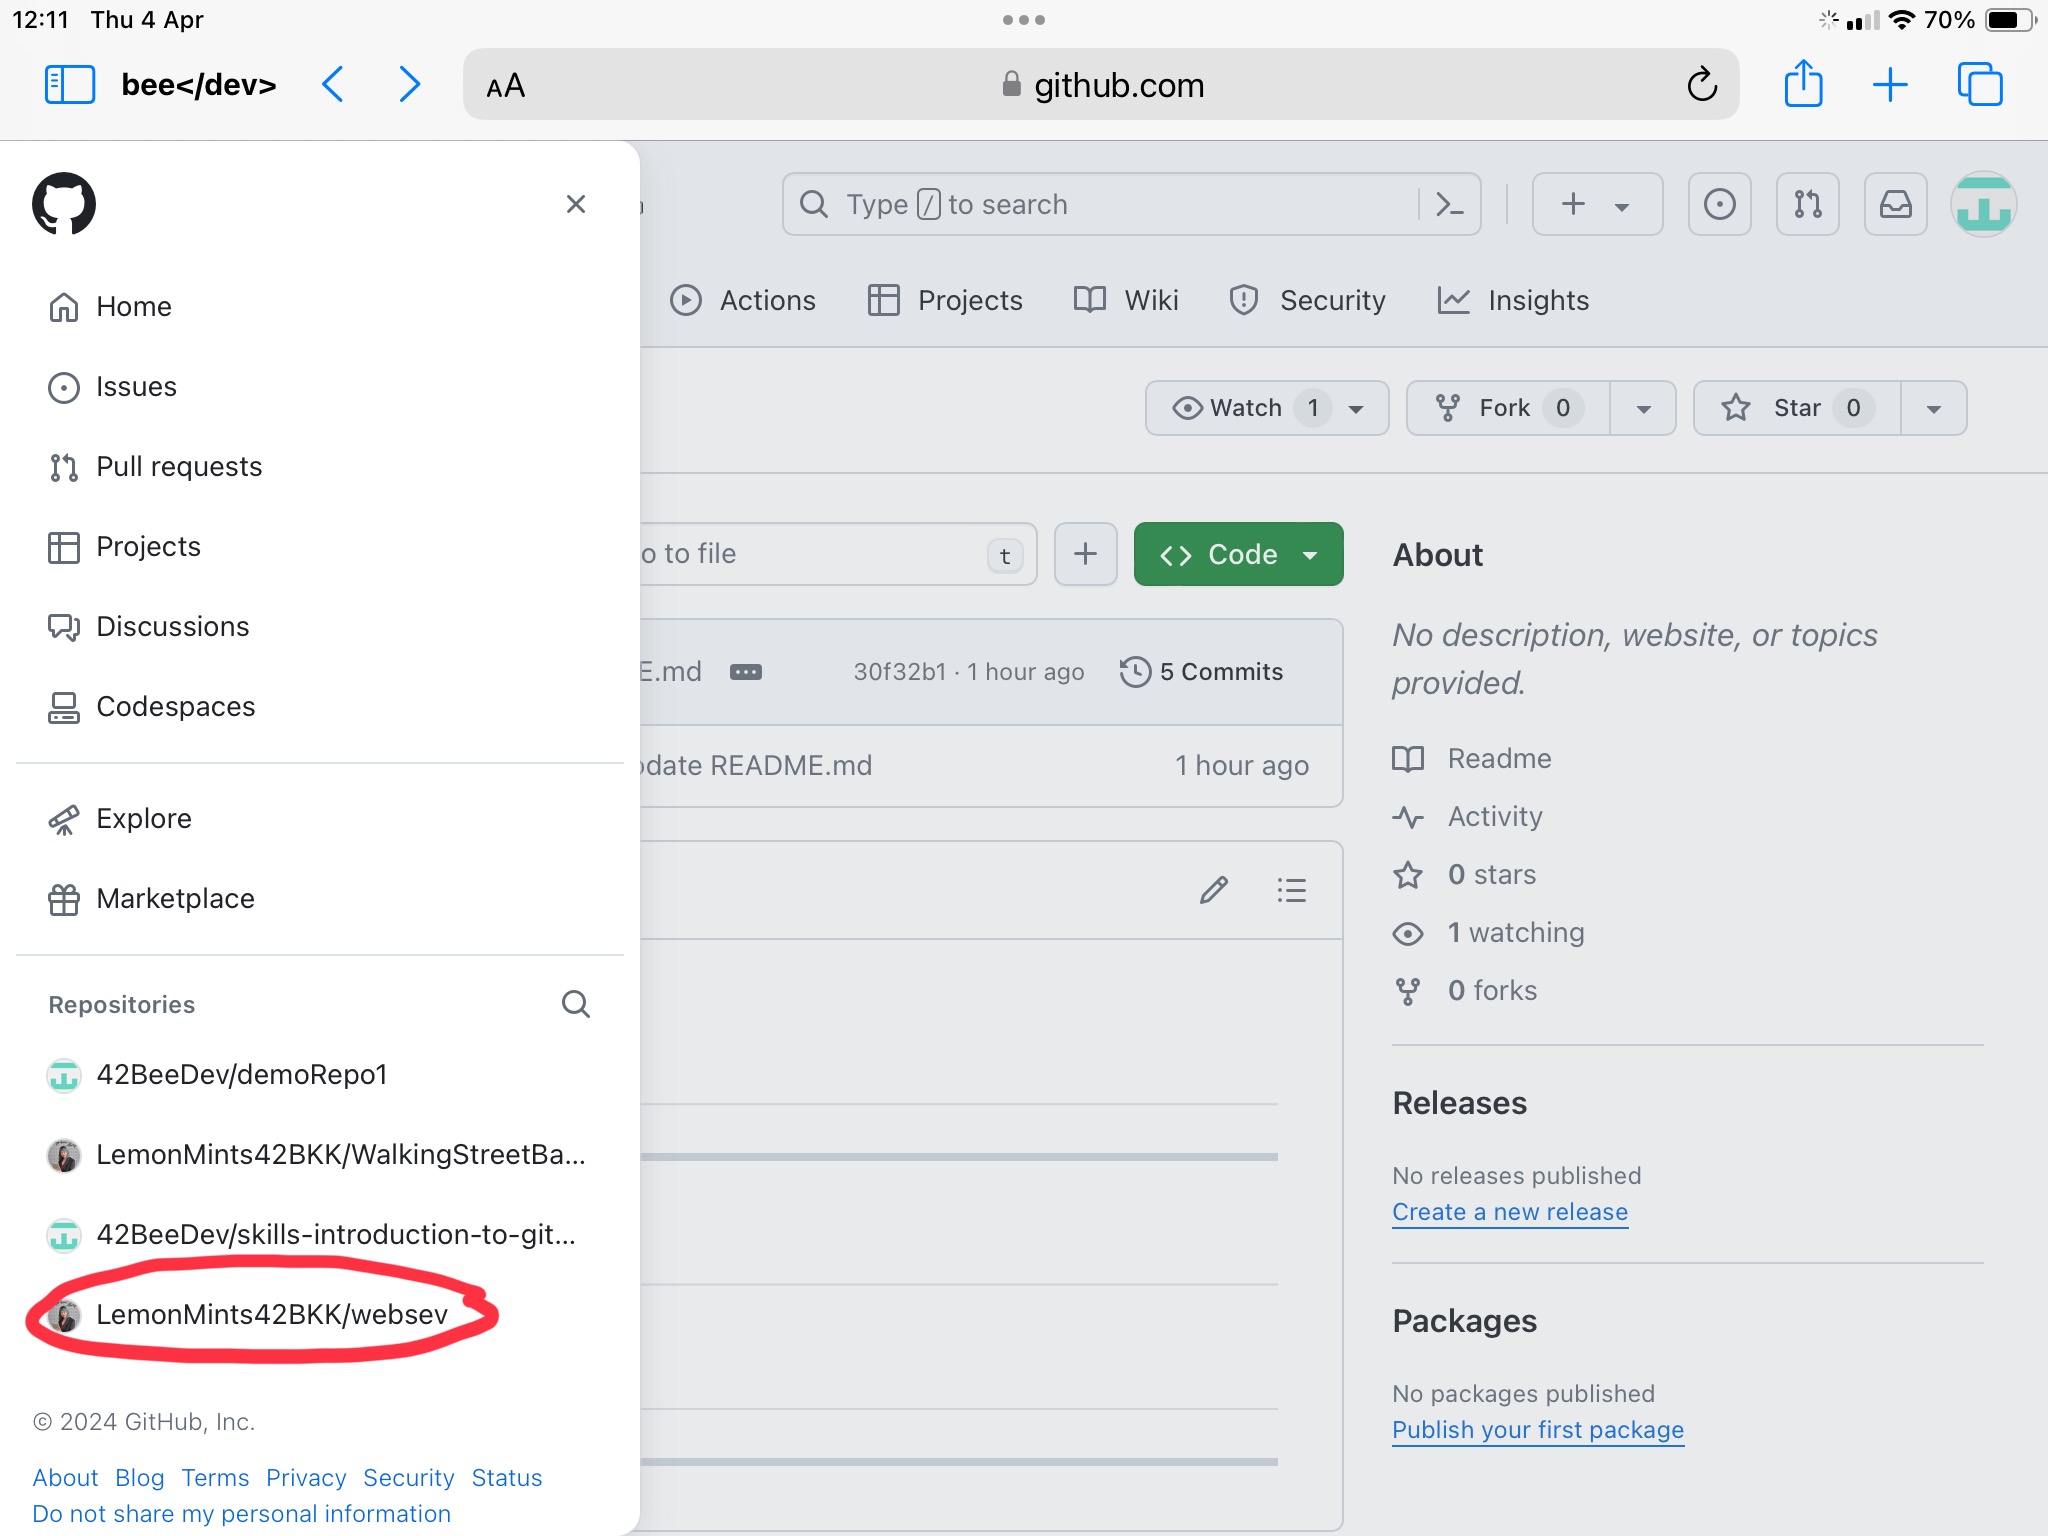 12:11 Thu 4 Apr
70%
bee</dev>
AA
github.com
Type / to search
Home
Issues
Pull requests
Projects
Discussions
Codespaces
Explore
Marketplace
Repositories
42BeeDev/demoRepo1
LemonMints42BKK/WalkingStreetBa...
42BeeDev/skills-introduction-to-git...
LemonMints42BKK/websev
© 2024 GitHub, Inc.
About Blog Terms Privacy Security Status
Do not share my personal information
Actions Projects Wiki Security Insights
Watch 1 Fork 0 Star 0
o to file t
Code
E.md 30f32b1 · 1 hour ago 5 Commits
date README.md 1 hour ago
About
No description, website, or topics
provided.
Readme
Activity
0 stars
1 watching
0 forks
Releases
No releases published
Create a new release
Packages
No packages published
Publish your first package